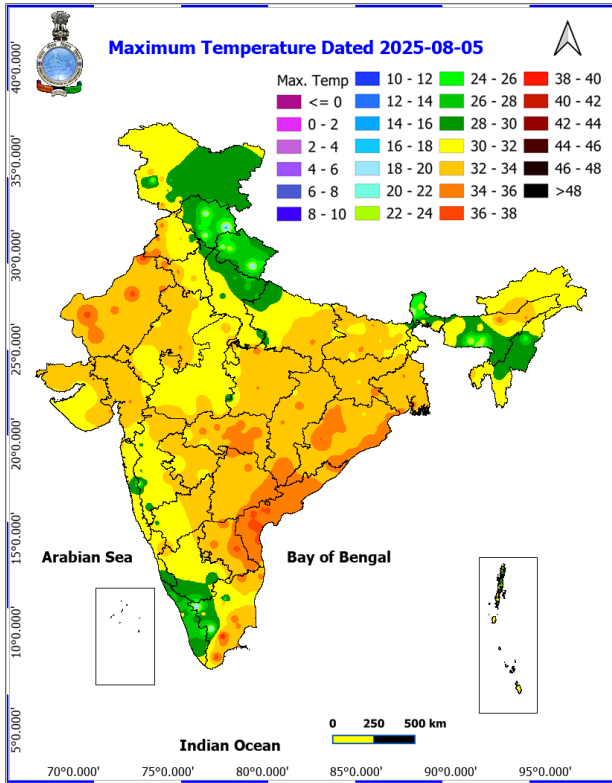 Maximum Temperature Dated 2025-08-05
Max. Temp
<= 0
0 - 2
2 - 4
4 - 6
6 - 8
8 - 10
10 - 12
12 - 14
14 - 16
16 - 18
18 - 20
20 - 22
22 - 24
24 - 26
26 - 28
28 - 30
30 - 32
32 - 34
34 - 36
36 - 38
38 - 40
40 - 42
42 - 44
44 - 46
46 - 48
>48
40°0.000'
35°0.000'
30°0.000'
25°0.000'
20°0.000'
15°0.000'
10°0.000'
5°0.000'
Arabian Sea
Bay of Bengal
0 250 500 km
Indian Ocean
70°0.000' 75°0.000' 80°0.000' 85°0.000' 90°0.000' 95°0.000'